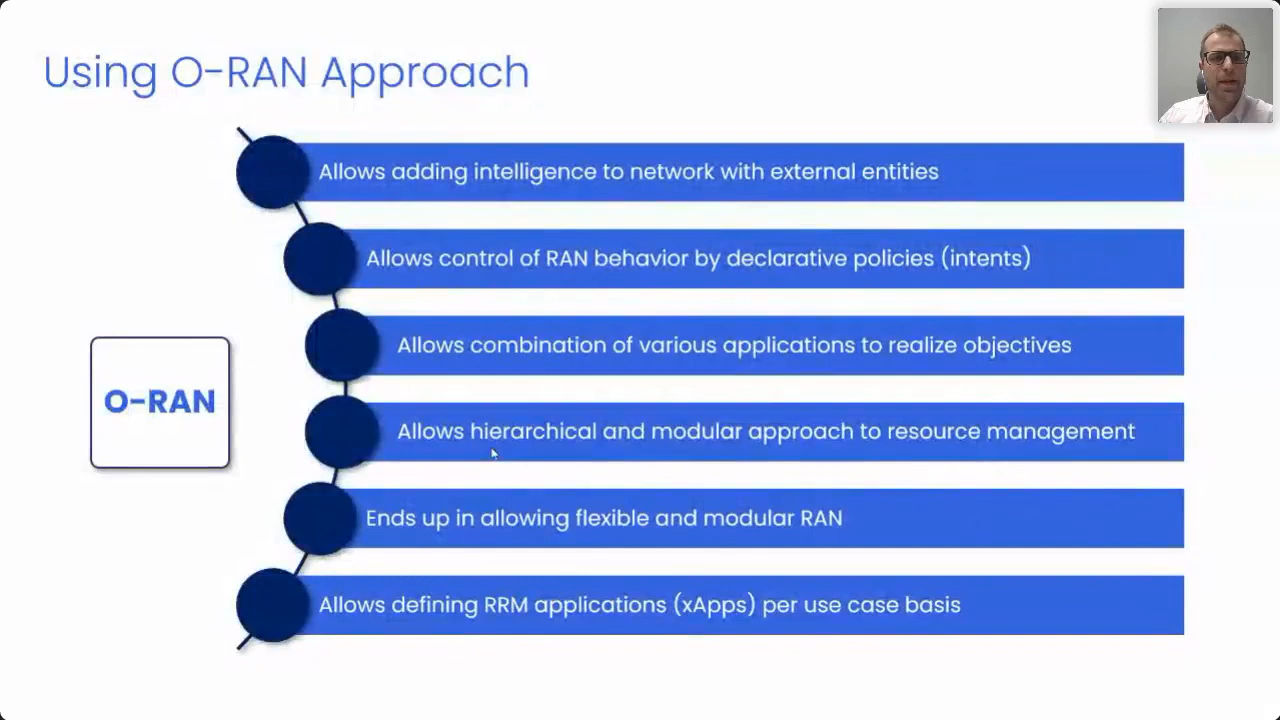 Using O-RAN Approach
Allows adding intelligence to network with external entities
Allows control of RAN behavior by declarative policies (intents)
Allows combination of various applications to realize objectives
O-RAN
Allows hierarchical and modular approach to resource management
Ends up in allowing flexible and modular RAN
Allows defining RRM applications (xApps) per use case basis